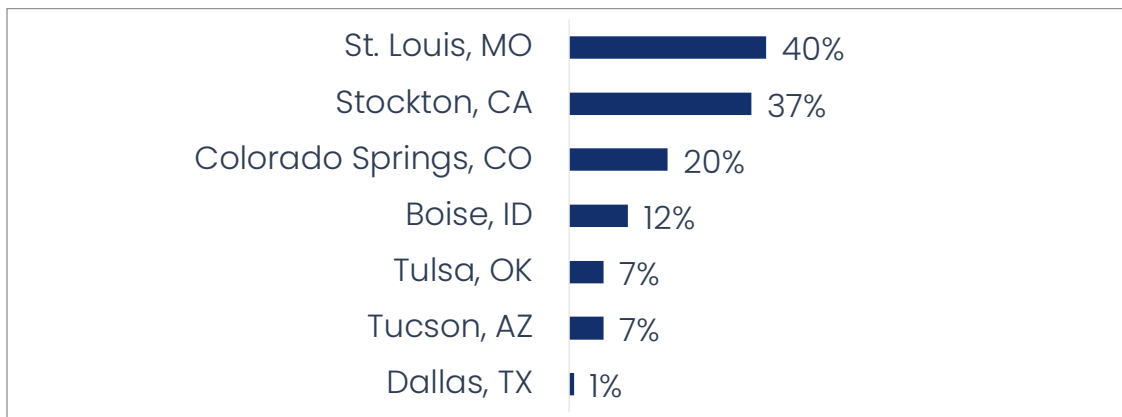 St. Louis, MO 40%
Stockton, CA 37%
Colorado Springs, CO 20%
Boise, ID 12%
Tulsa, OK 7%
Tucson, AZ 7%
Dallas, TX 1%